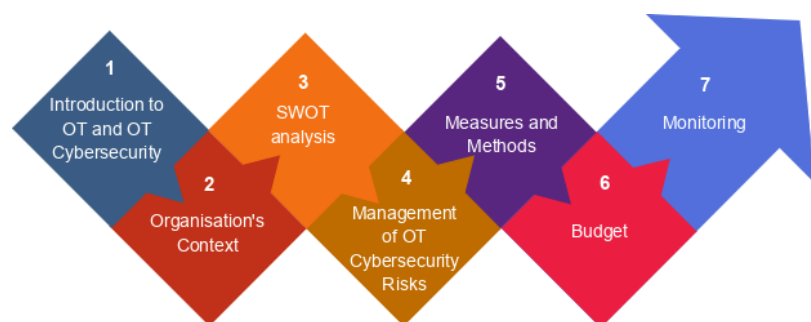 1
Introduction to
OT and OT
Cybersecurity
2
Organisation's
Context
3
SWOT
analysis
4
Management
of OT
Cybersecurity
Risks
5
Measures and
Methods
6
Budget
7
Monitoring